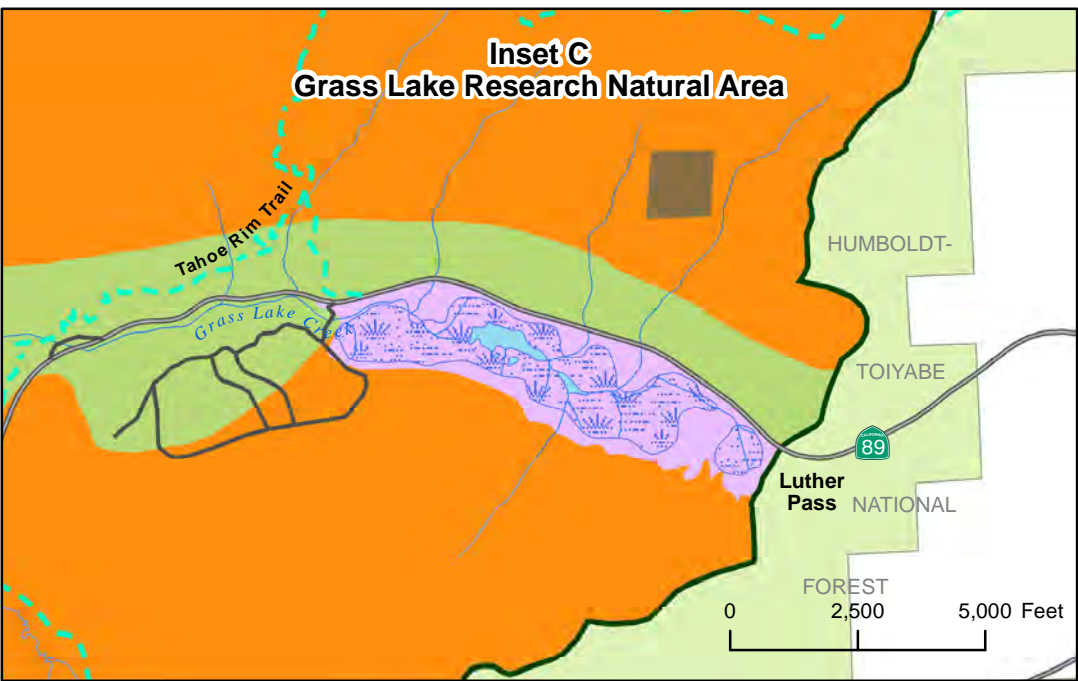 Inset C
Grass Lake Research Natural Area
Tahoe Rim Trail
HUMBOLDT-
Grass Lake Creek
TOIYABE
CALIFORNIA
89
Luther
Pass
NATIONAL
FOREST
0 2,500 5,000 Feet